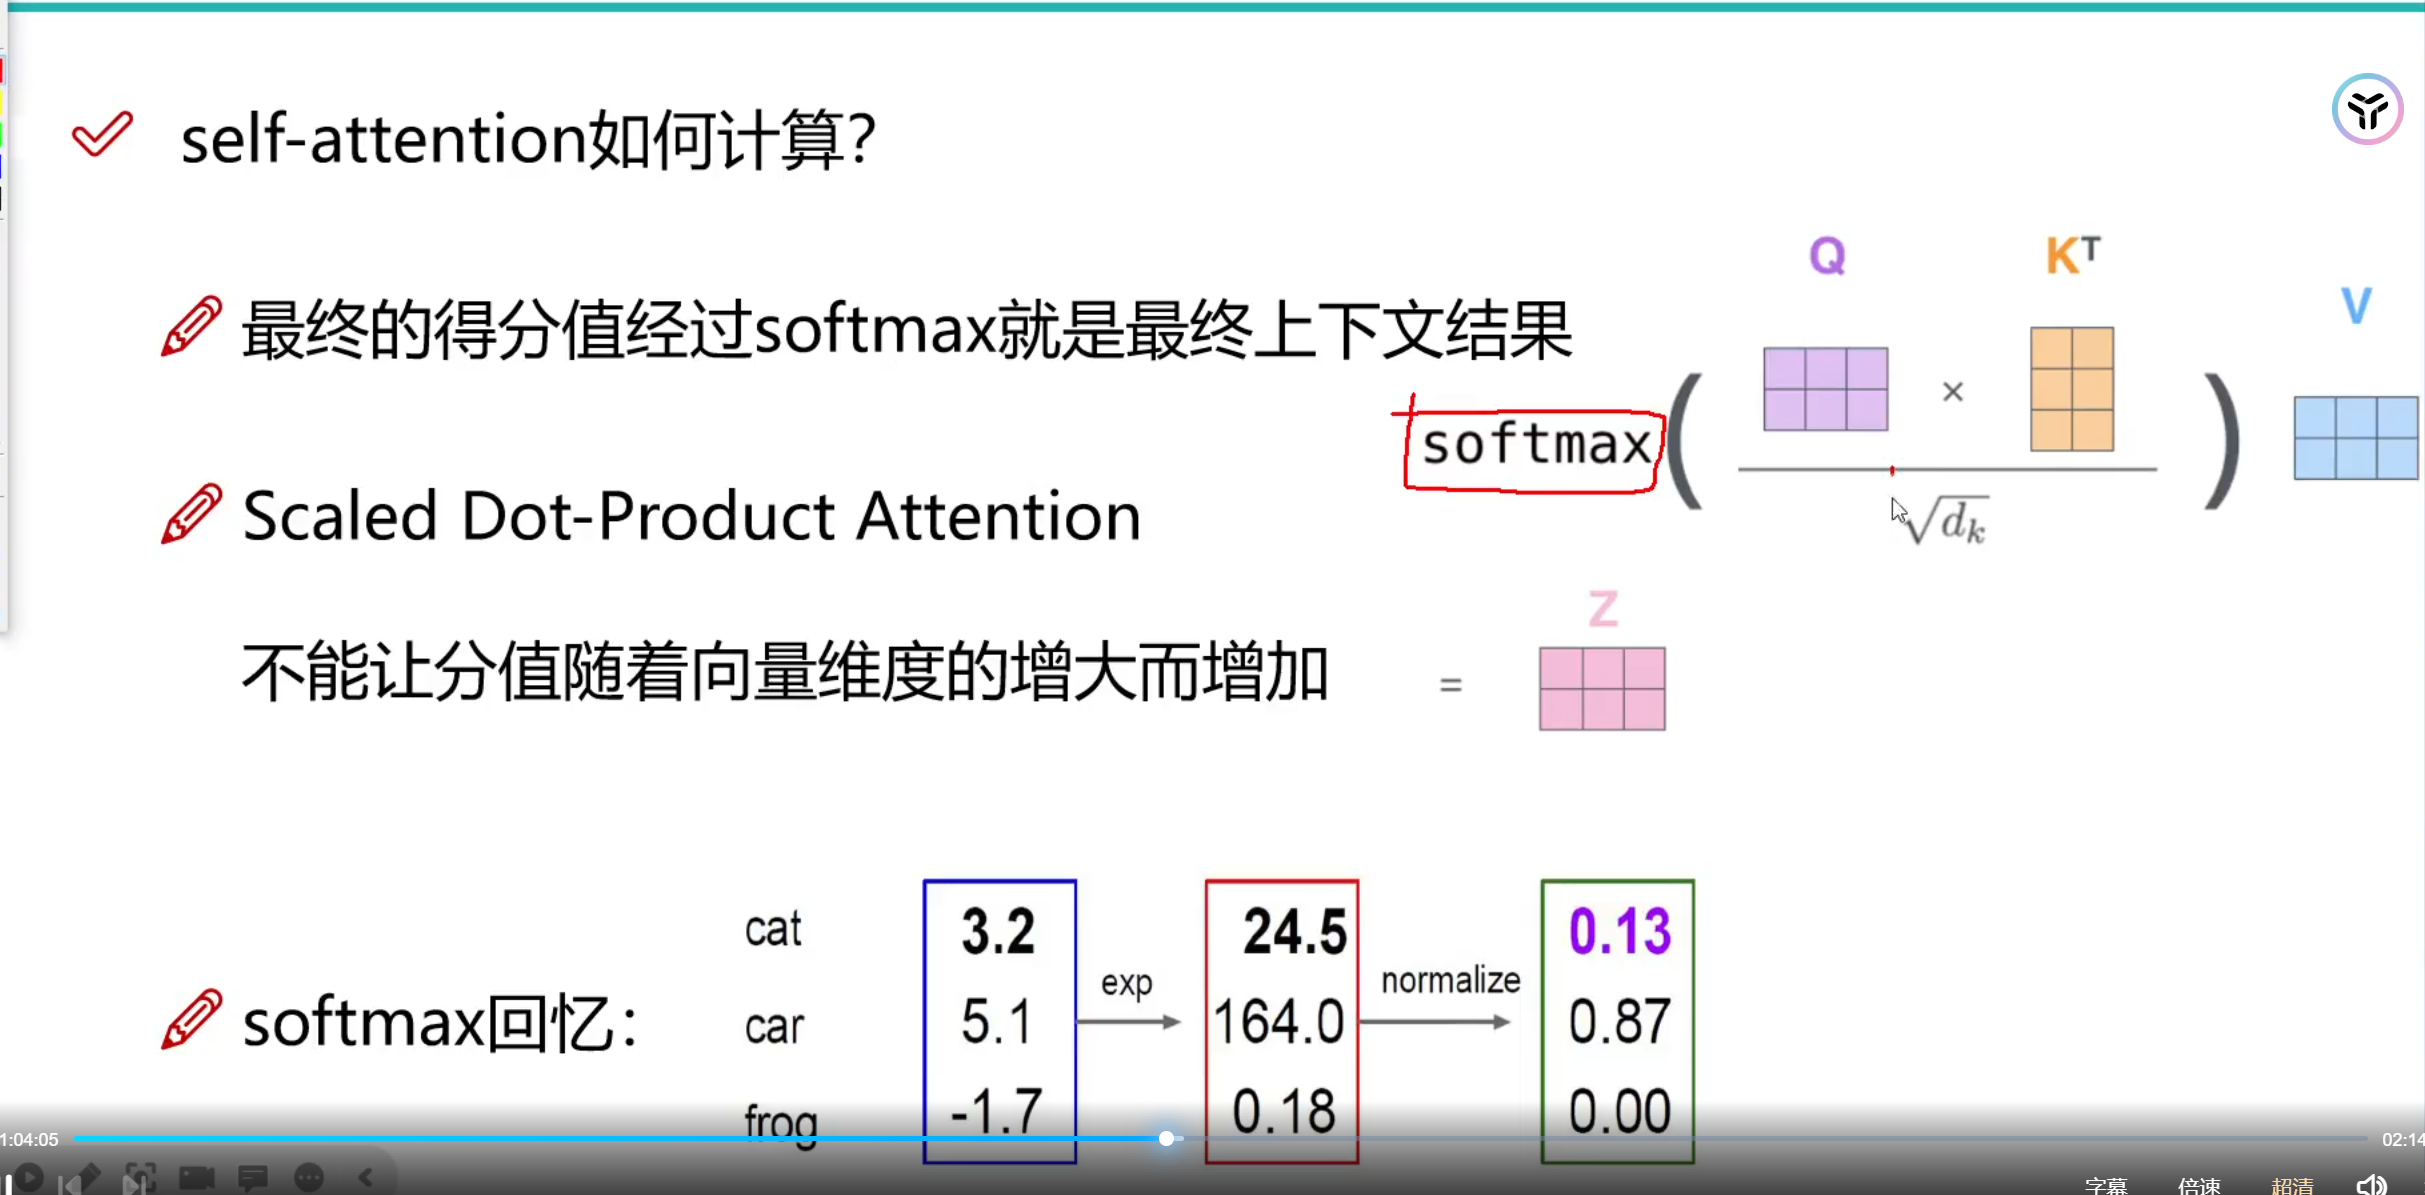 self-attention如何计算?
最终的得分值经过softmax就是最终上下文结果
Q
K^T
V
softmax
(
×
)
√d_k
Scaled Dot-Product Attention
Z
不能让分值随着向量维度的增大而增加
=
softmax回忆:
cat 3.2 24.5 0.13
exp normalize
car 5.1 164.0 0.87
frog -1.7 0.18 0.00
1:04:05
02:14
字幕 倍速 超清